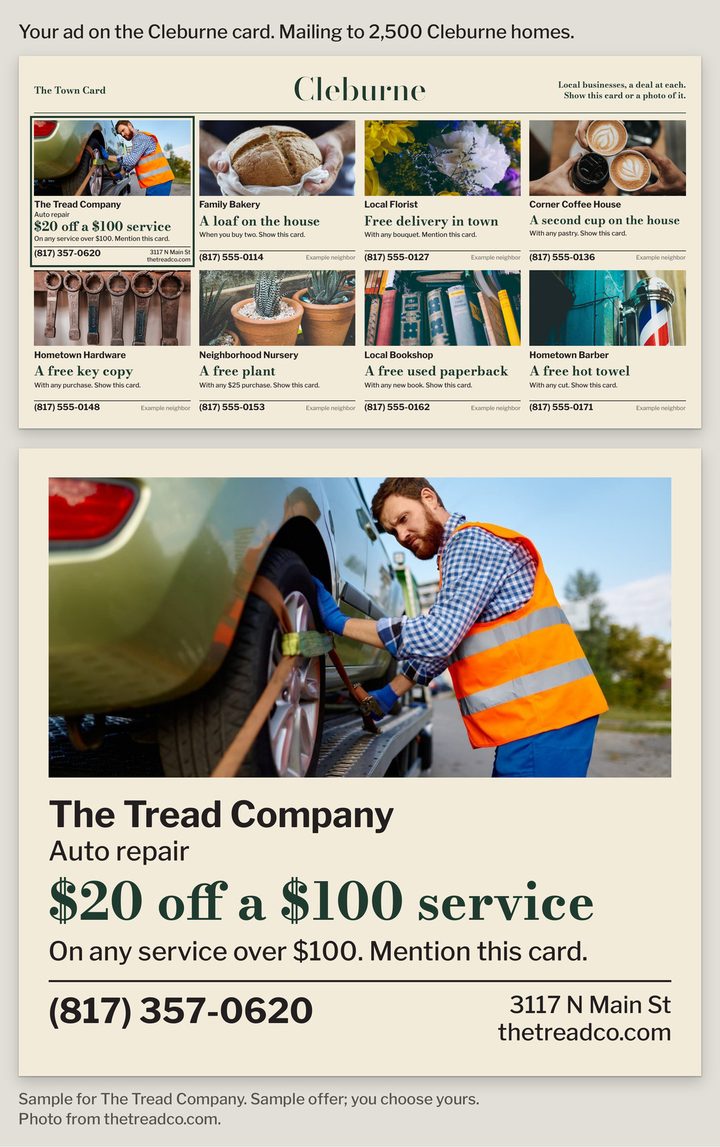 Your ad on the Cleburne card. Mailing to 2,500 Cleburne homes.
The Town Card
Cleburne
Local businesses, a deal at each.
Show this card or a photo of it.
The Tread Company
Auto repair
$20 off a $100 service
On any service over $100. Mention this card.
(817) 357-0620
3117 N Main St
thetreadco.com
Family Bakery
A loaf on the house
When you buy two. Show this card.
(817) 555-0114
Example neighbor
Local Florist
Free delivery in town
With any bouquet. Mention this card.
(817) 555-0127
Example neighbor
Corner Coffee House
A second cup on the house
With any pastry. Show this card.
(817) 555-0136
Example neighbor
Hometown Hardware
A free key copy
With any purchase. Show this card.
(817) 555-0148
Example neighbor
Neighborhood Nursery
A free plant
With any $25 purchase. Show this card.
(817) 555-0153
Example neighbor
Local Bookshop
A free used paperback
With any new book. Show this card.
(817) 555-0162
Example neighbor
Hometown Barber
A free hot towel
With any cut. Show this card.
(817) 555-0171
Example neighbor
The Tread Company
Auto repair
$20 off a $100 service
On any service over $100. Mention this card.
(817) 357-0620
3117 N Main St
thetreadco.com
Sample for The Tread Company. Sample offer; you choose yours.
Photo from thetreadco.com.